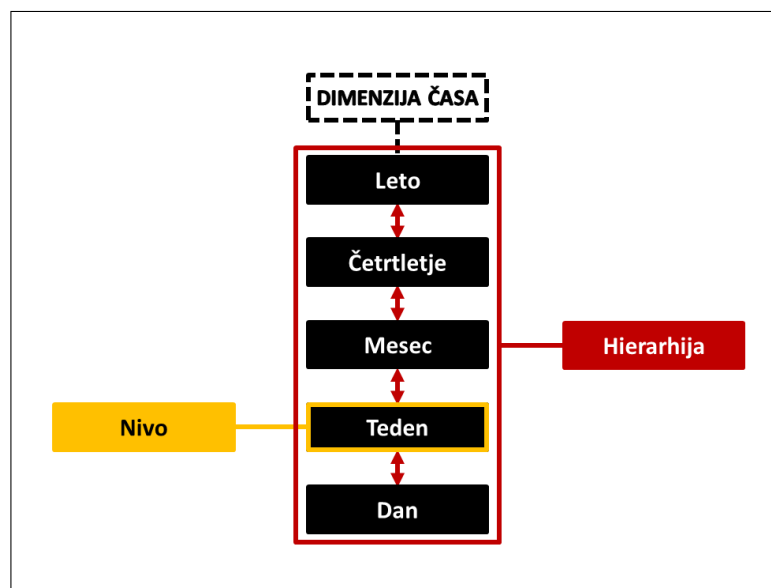 DIMENZIJA ČASA
Leto
Četrtletje
Mesec
Hierarhija
Nivo
Teden
Dan